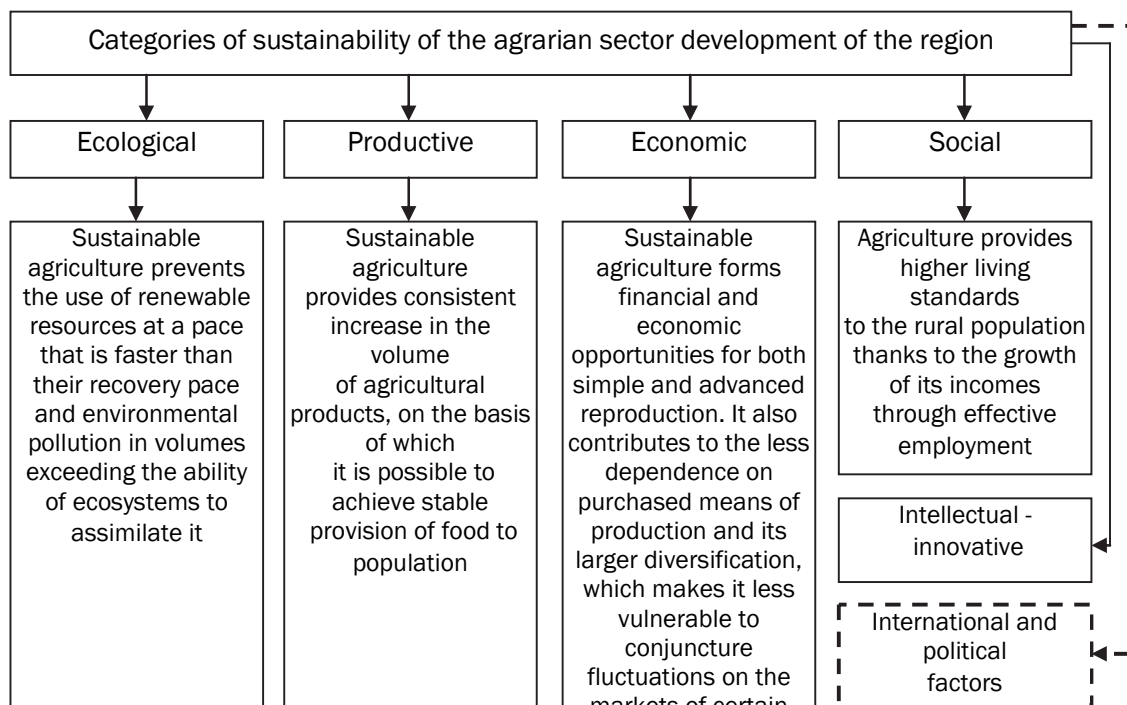 Categories of sustainability of the agrarian sector development of the region
Ecological
Productive
Economic
Social
Sustainable
agriculture prevents
the use of renewable
resources at a pace
that is faster than
their recovery pace
and environmental
pollution in volumes
exceeding the ability
of ecosystems to
assimilate it
Sustainable
agriculture
provides consistent
increase in the
volume
of agricultural
products, on the basis
of which
it is possible to
achieve stable
provision of food to
population
Sustainable
agriculture forms
financial and
economic
opportunities for both
simple and advanced
reproduction. It also
contributes to the less
dependence on
purchased means of
production and its
larger diversification,
which makes it less
vulnerable to
conjuncture
fluctuations on the
markets of certain
Agriculture provides
higher living
standards
to the rural population
thanks to the growth
of its incomes
through effective
employment
Intellectual -
innovative
International and
political
factors